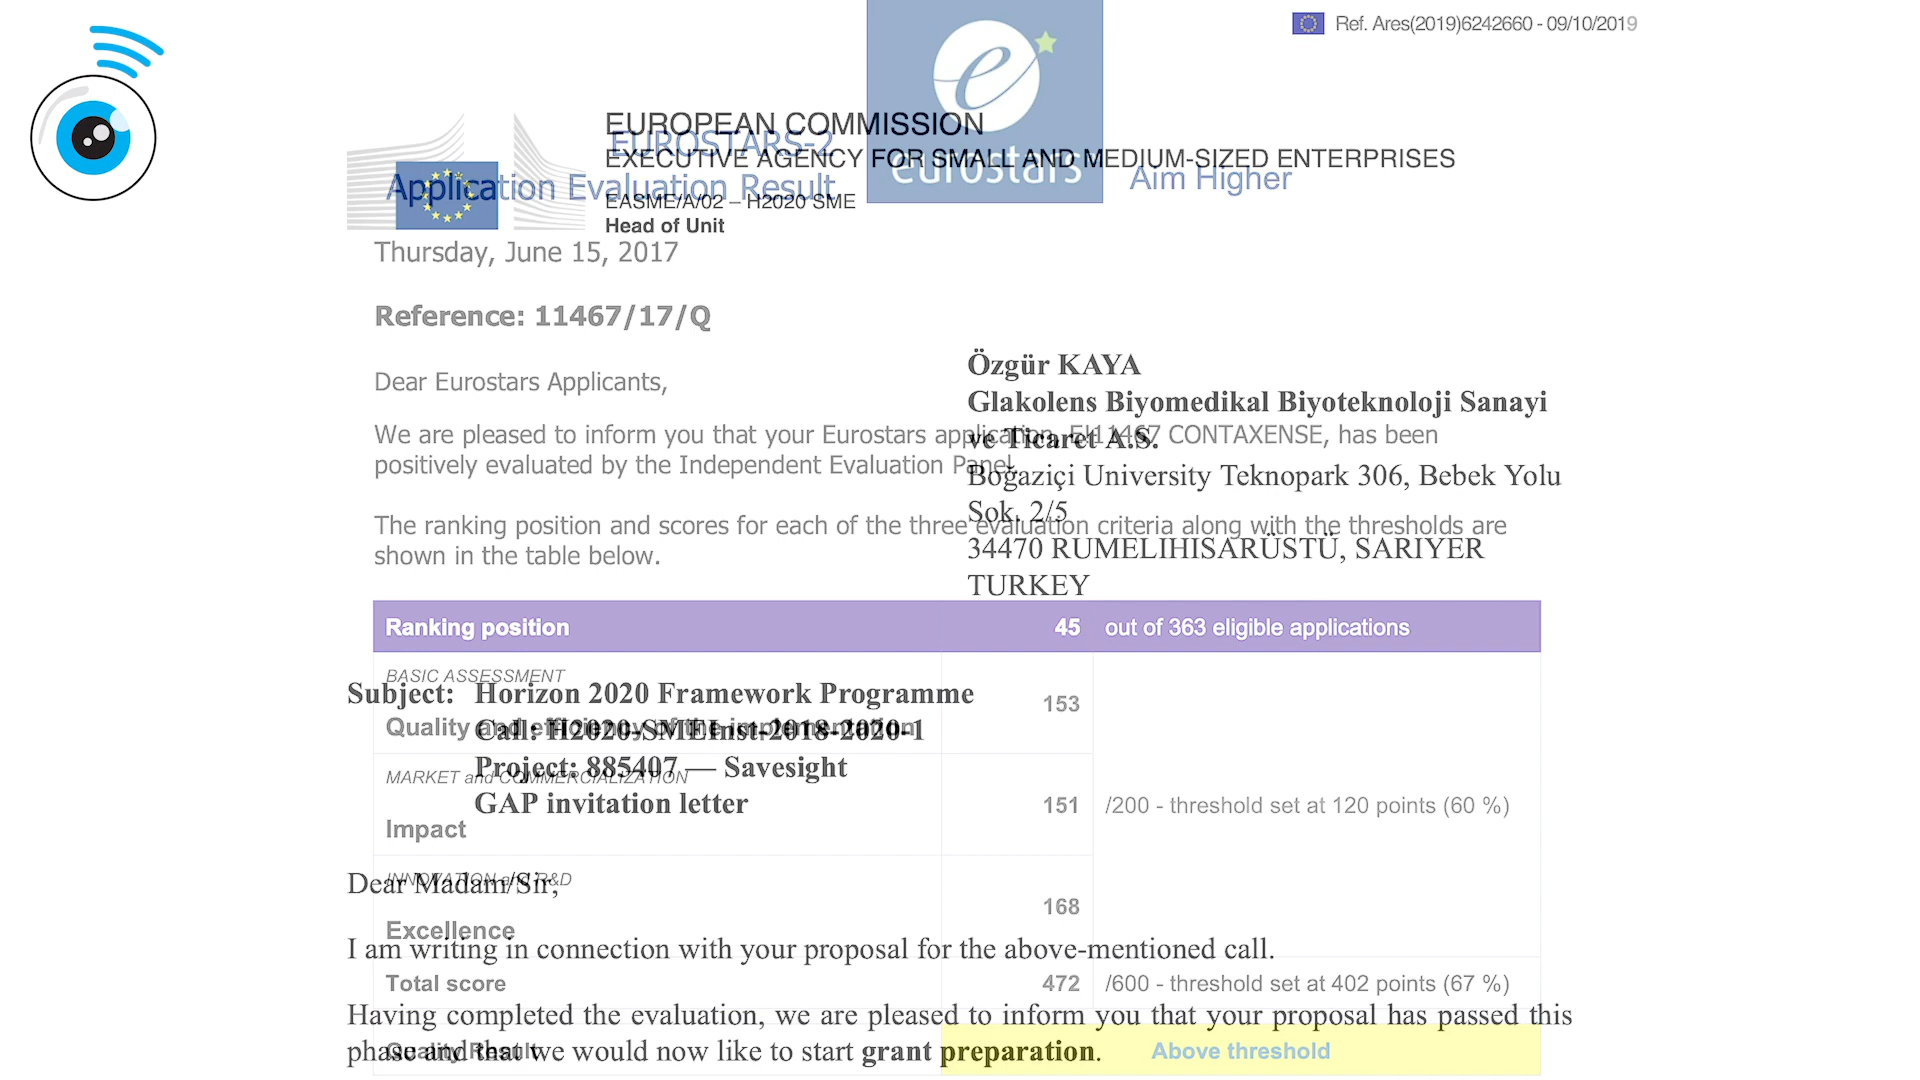 Ref. Ares(2019)6242660 - 09/10/2019
EUROPEAN COMMISSION
EXECUTIVE AGENCY FOR SMALL AND MEDIUM-SIZED ENTERPRISES
EASME/A/02 – H2020 SME
Head of Unit
Özgür KAYA
Glakolens Biyomedikal Biyoteknoloji Sanayi
ve Ticaret A.S.
Boğaziçi University Teknopark 306, Bebek Yolu
Sok. 2/5
34470 RUMELIHISARÜSTÜ, SARIYER
TURKEY
Subject: Horizon 2020 Framework Programme
Call: H2020-SMEInst-2018-2020-1
Project: 885407 — Savesight
GAP invitation letter
Dear Madam/Sir,
I am writing in connection with your proposal for the above-mentioned call.
Having completed the evaluation, we are pleased to inform you that your proposal has passed this
phase and that we would now like to start grant preparation.
EUROSTARS-2
Application Evaluation Result
eurostars
Aim Higher
Thursday, June 15, 2017
Reference: 11467/17/Q
Dear Eurostars Applicants,
We are pleased to inform you that your Eurostars application, E!11467 CONTAXENSE, has been
positively evaluated by the Independent Evaluation Panel.
The ranking position and scores for each of the three evaluation criteria along with the thresholds are
shown in the table below.
Ranking position 45 out of 363 eligible applications
BASIC ASSESSMENT
Quality and efficiency of the implementation 153
MARKET and COMMERCIALIZATION
Impact 151 /200 - threshold set at 120 points (60 %)
INNOVATION and R&D
Excellence 168
Total score 472 /600 - threshold set at 402 points (67 %)
Quality Result Above threshold